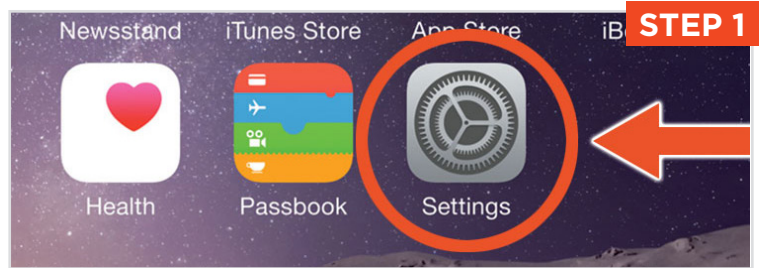 Newsstand iTunes Store App Store
STEP 1
Health Passbook Settings